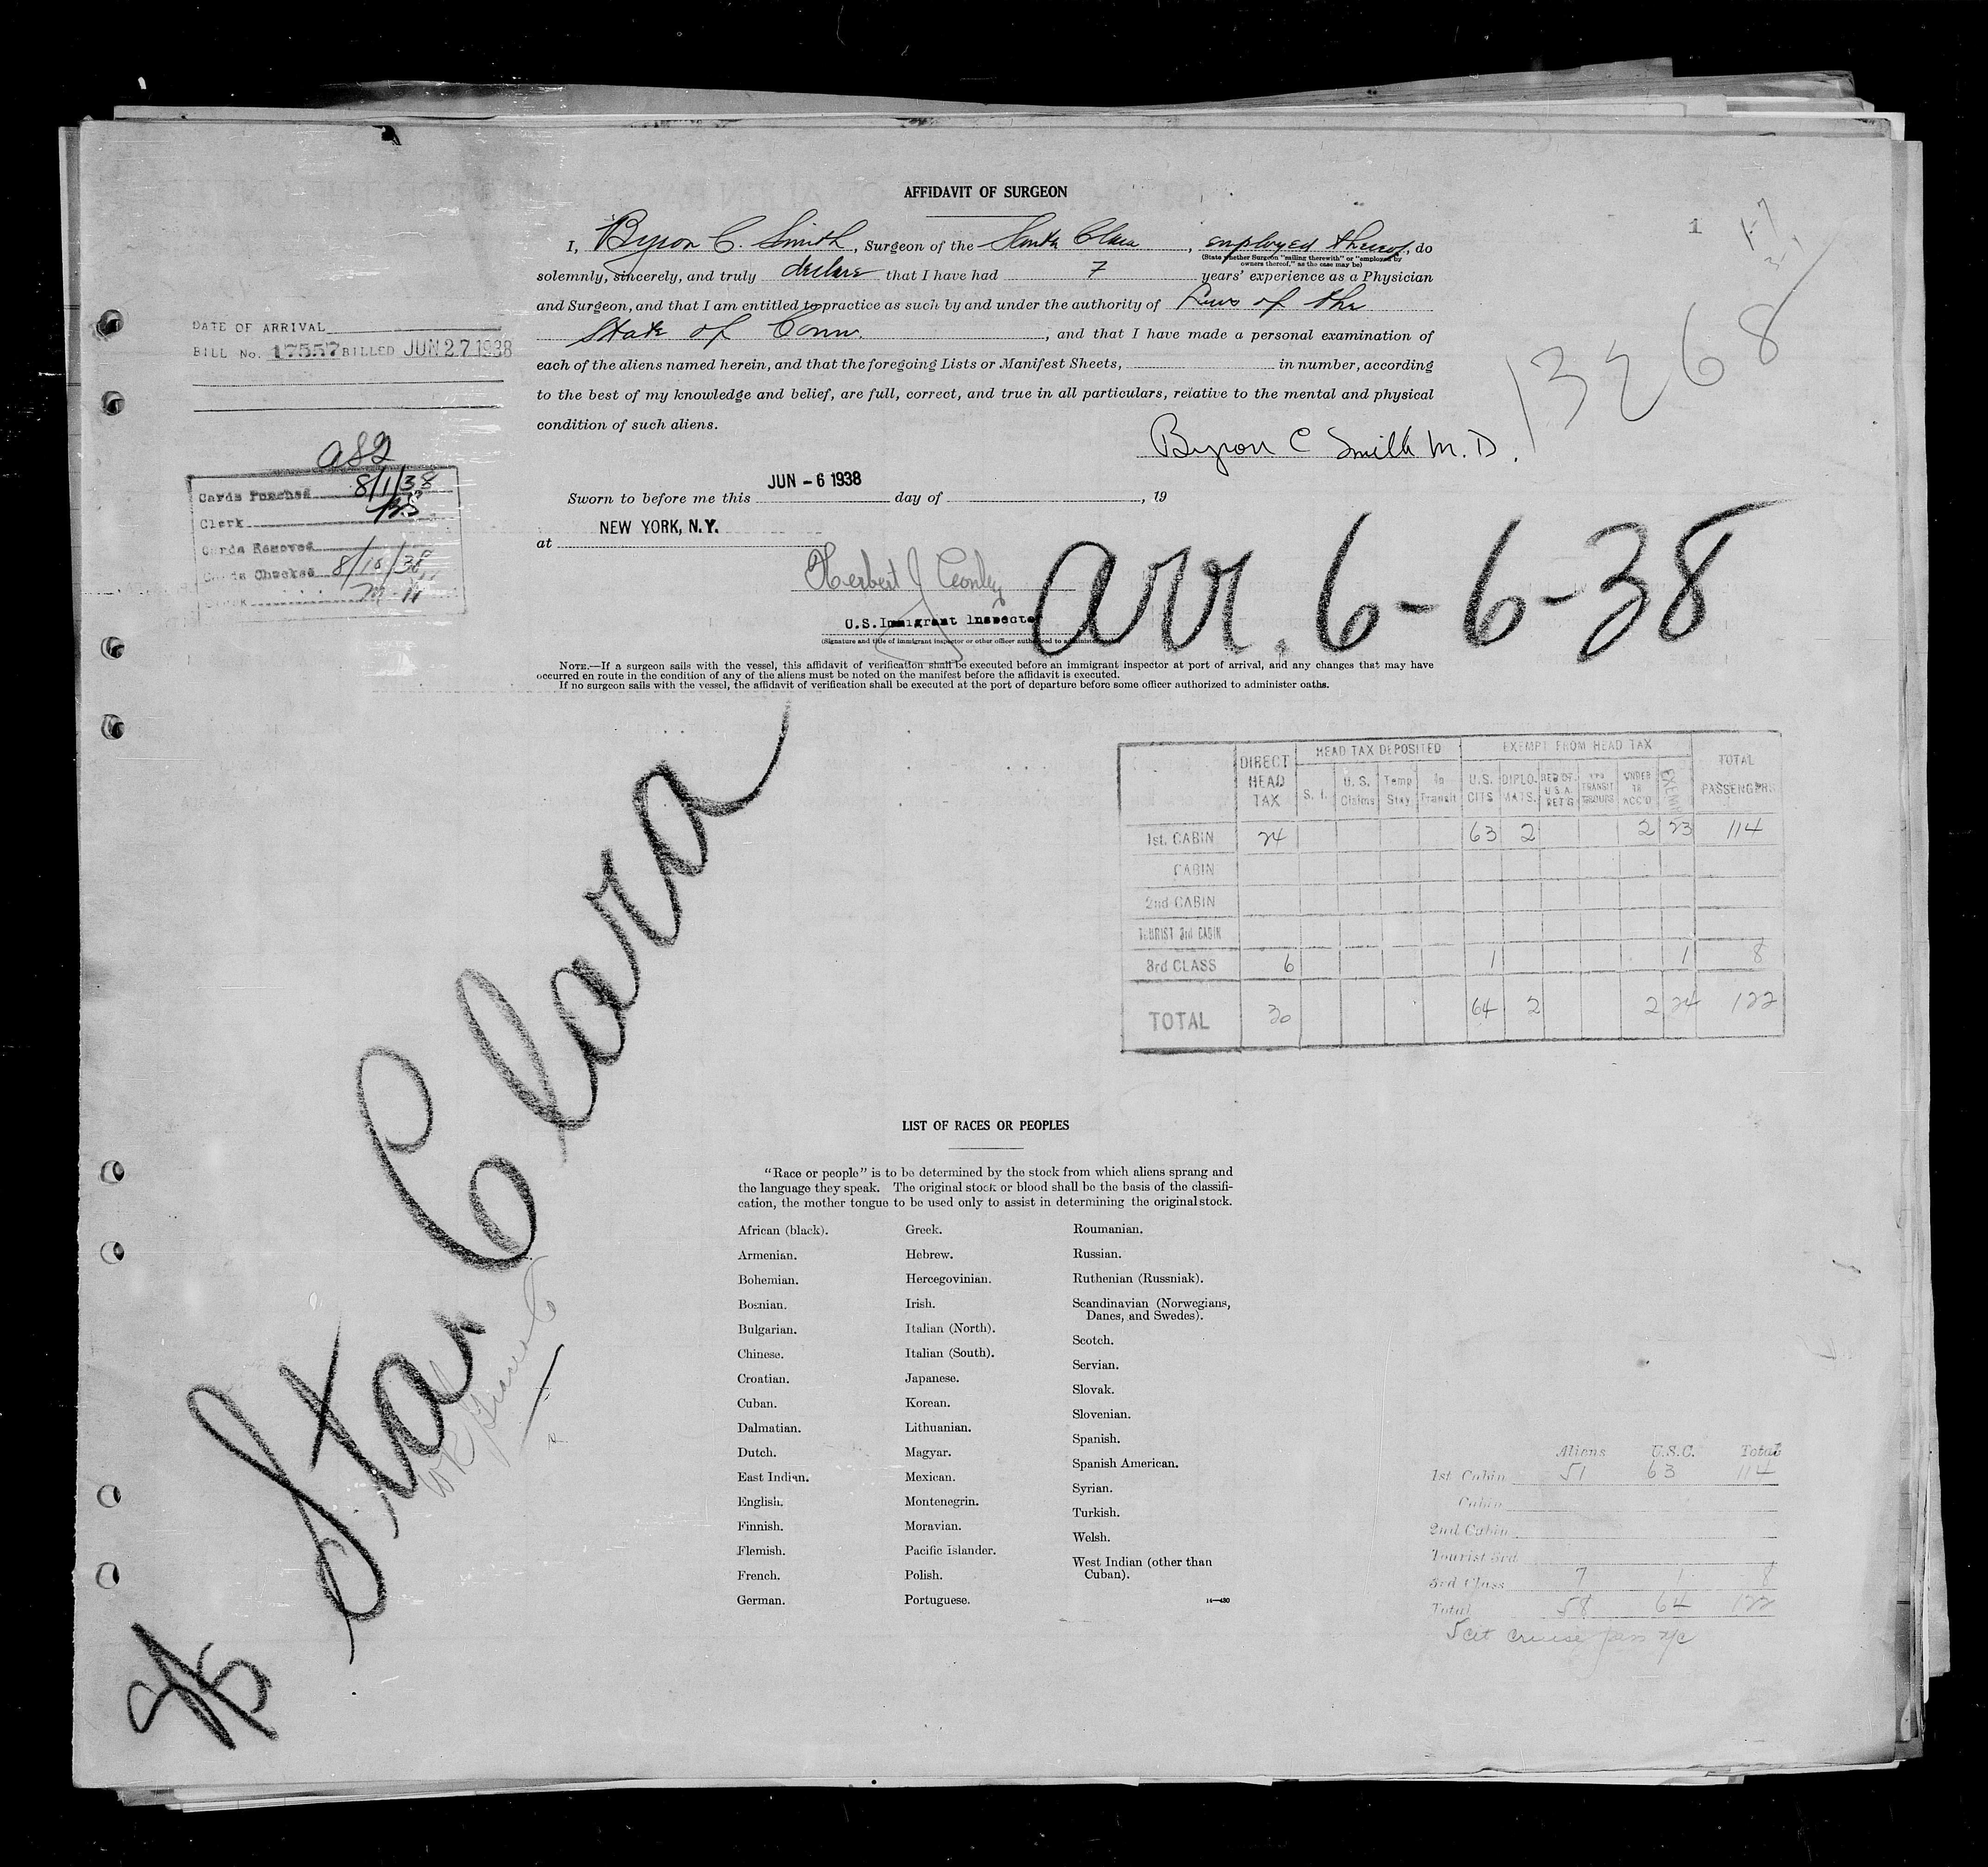 AFFIDAVIT OF SURGEON
1
I, Byron C. Smith, Surgeon of the Santa Clara, employed thereof, do
(State whether Surgeon "sailing therewith" or "employed by
owners thereof," as the case may be)
solemnly, sincerely, and truly declare that I have had 7 years' experience as a Physician
and Surgeon, and that I am entitled to practice as such by and under the authority of Laws of the
State of Conn., and that I have made a personal examination of
each of the aliens named herein, and that the foregoing Lists or Manifest Sheets, in number, according
to the best of my knowledge and belief, are full, correct, and true in all particulars, relative to the mental and physical
condition of such aliens.
Byron C Smith M.D.
13268
DATE OF ARRIVAL
BILL No. 17557 BILLED JUN 27 1938
Cards Punched 8/1/38
Clerk
Cards Removed
Cards Checked 8/10/38
Clerk
Sworn to before me this JUN - 6 1938 day of , 19
at NEW YORK, N.Y.
Herbert J Conley
U.S. Immigrant Inspector
(Signature and title of immigrant inspector or other officer authorized to administer
arr. 6-6-38
NOTE.—If a surgeon sails with the vessel, this affidavit of verification shall be executed before an immigrant inspector at port of arrival, and any changes that may have
occurred en route in the condition of any of the aliens must be noted on the manifest before the affidavit is executed.
If no surgeon sails with the vessel, the affidavit of verification shall be executed at the port of departure before some officer authorized to administer oaths.
Sta Clara
DIRECT HEAD TAX HEAD TAX DEPOSITED EXEMPT FROM HEAD TAX TOTAL PASSENGERS
S. I. U.S. Claims Temp Stay In Transit U.S. CITS DIPLO. MATS. RES OF U.S.A. RET'G TRANSIT GROUPS UNDER 16 ACC'D EXEMPT
1st. CABIN 24 63 2 2 23 114
CABIN
2nd CABIN
TOURIST 3rd CABIN
3rd CLASS 6 1 1 8
TOTAL 30 64 2 2 24 122
LIST OF RACES OR PEOPLES
"Race or people" is to be determined by the stock from which aliens sprang and
the language they speak. The original stock or blood shall be the basis of the classifi-
cation, the mother tongue to be used only to assist in determining the original stock.
African (black).
Armenian.
Bohemian.
Bosnian.
Bulgarian.
Chinese.
Croatian.
Cuban.
Dalmatian.
Dutch.
East Indian.
English.
Finnish.
Flemish.
French.
German.
Greek.
Hebrew.
Hercegovinian.
Irish.
Italian (North).
Italian (South).
Japanese.
Korean.
Lithuanian.
Magyar.
Mexican.
Montenegrin.
Moravian.
Pacific Islander.
Polish.
Portuguese.
Roumanian.
Russian.
Ruthenian (Russniak).
Scandinavian (Norwegians,
Danes, and Swedes).
Scotch.
Servian.
Slovak.
Slovenian.
Spanish.
Spanish American.
Syrian.
Turkish.
Welsh.
West Indian (other than
Cuban).
14—430
Aliens U.S.C. Total
1st Cabin 51 63 114
Cabin
2nd Cabin
Tourist 3rd
3rd Class 7 1 8
Total 58 64 122